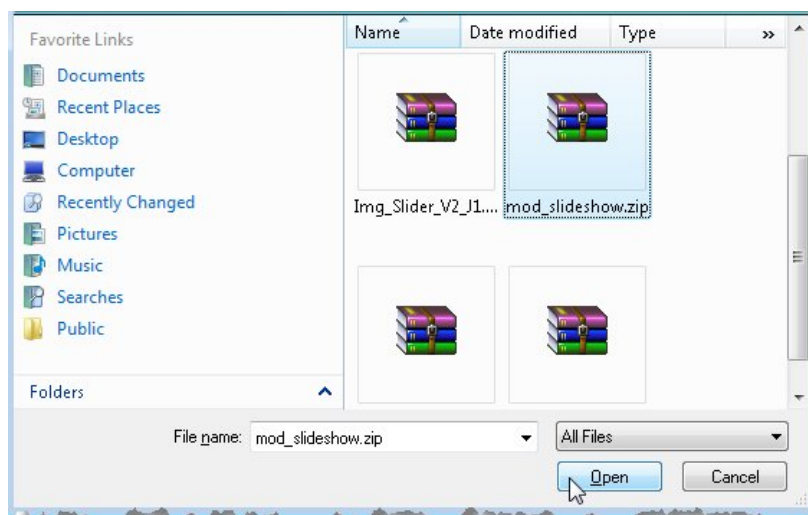 Favorite Links
Documents
Recent Places
Desktop
Computer
Recently Changed
Pictures
Music
Searches
Public
Folders
Name Date modified Type »
Img_Slider_V2_J1.... mod_slideshow.zip
File name: mod_slideshow.zip All Files
Open Cancel